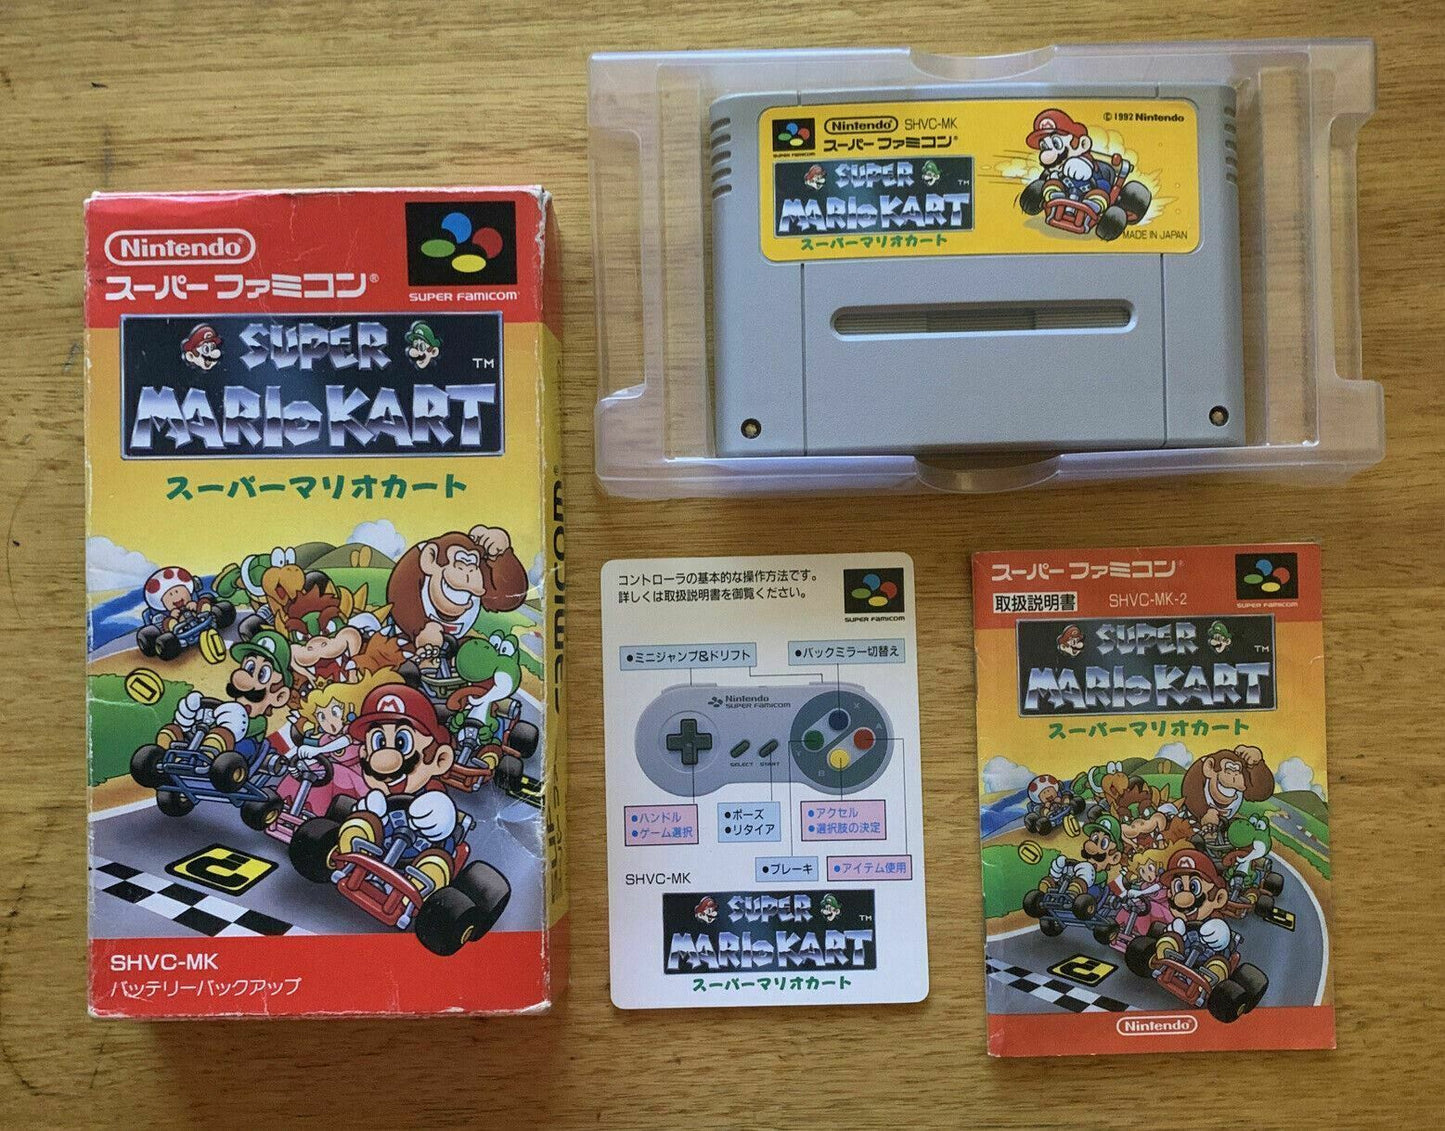 Nintendo®
スーパーファミコン®
SUPER FAMICOM®
SUPER
MARIO KART™
スーパーマリオカート
SHVC-MK
バッテリーバックアップ
Nintendo® SHVC-MK
スーパーファミコン®
SUPER FAMICOM
SUPER
MARIO KART™
スーパーマリオカート
©1992 Nintendo
MADE IN JAPAN
コントローラの基本的な操作方法です。
詳しくは取扱説明書を御覧ください。
SUPER FAMICOM
●ミニジャンプ&ドリフト
●バックミラー切替え
Nintendo
SUPER FAMICOM
SELECT START
X
A
B
●ハンドル
●ゲーム選択
●ポーズ
●リタイア
●アクセル
●選択肢の決定
●ブレーキ
●アイテム使用
SHVC-MK
SUPER
MARIO KART™
スーパーマリオカート
スーパーファミコン®
取扱説明書 SHVC-MK-2
SUPER FAMICOM
SUPER
MARIO KART™
スーパーマリオカート
Nintendo®